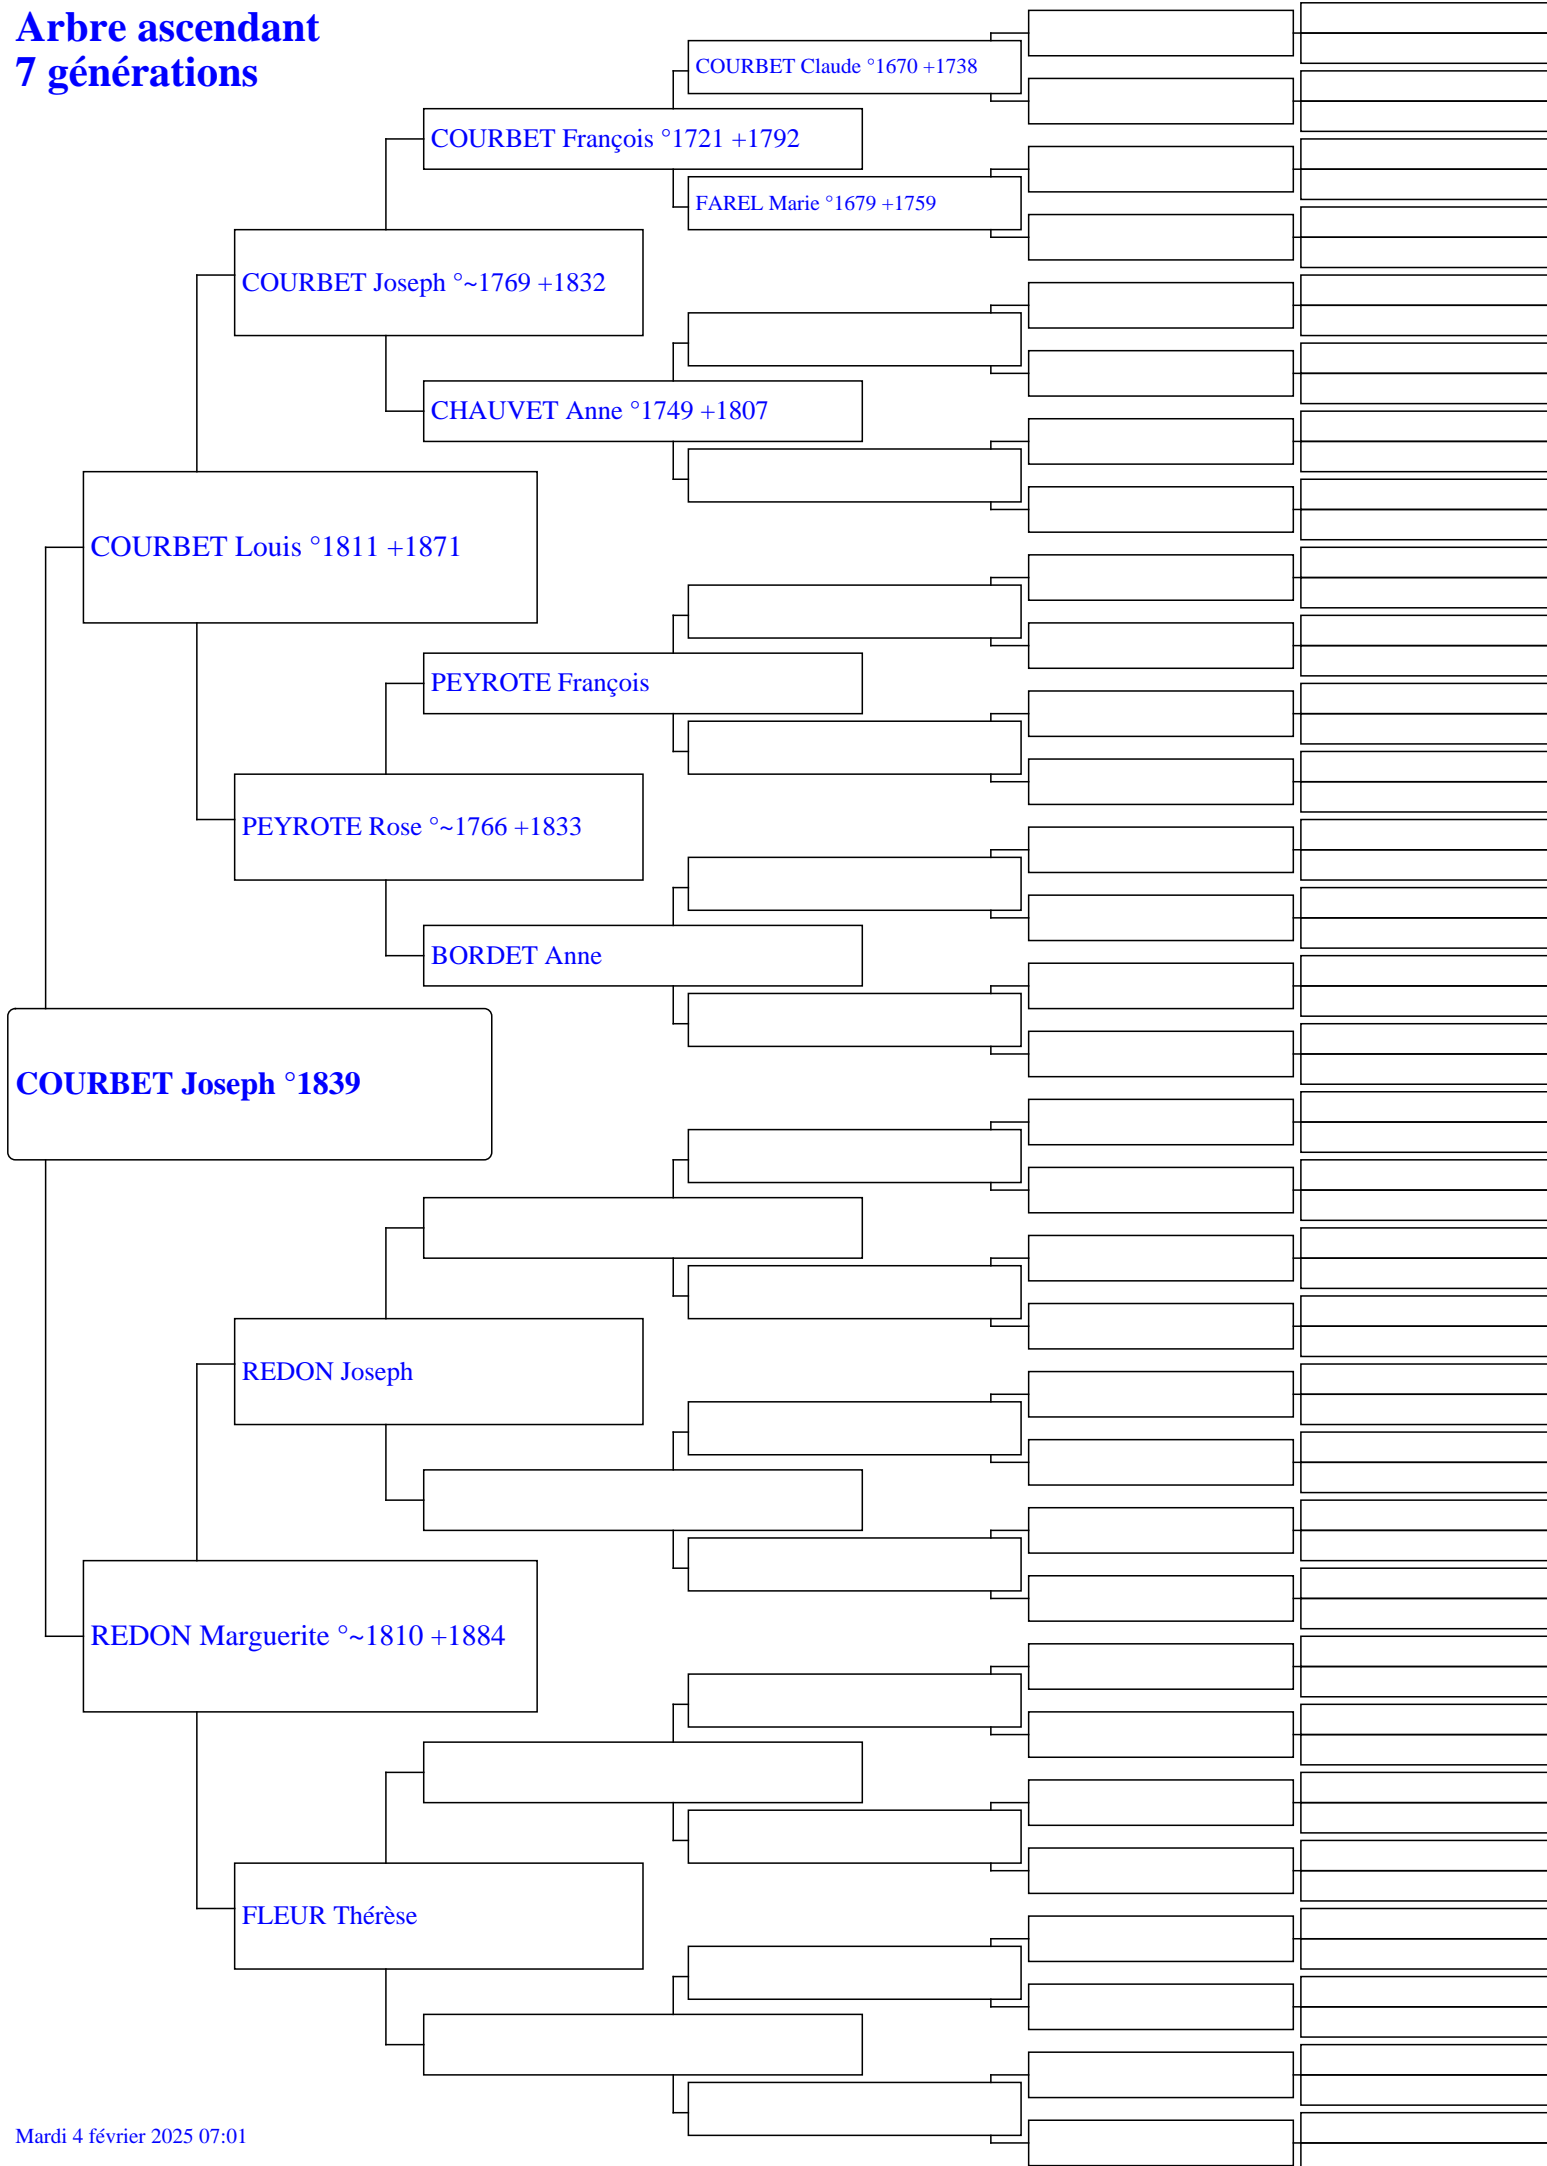 Arbre ascendant
7 générations
COURBET Claude °1670 +1738
COURBET François °1721 +1792
FAREL Marie °1679 +1759
COURBET Joseph °~1769 +1832
CHAUVET Anne °1749 +1807
COURBET Louis °1811 +1871
PEYROTE François
PEYROTE Rose °~1766 +1833
BORDET Anne
COURBET Joseph °1839
REDON Joseph
REDON Marguerite °~1810 +1884
FLEUR Thérèse
Mardi 4 février 2025 07:01